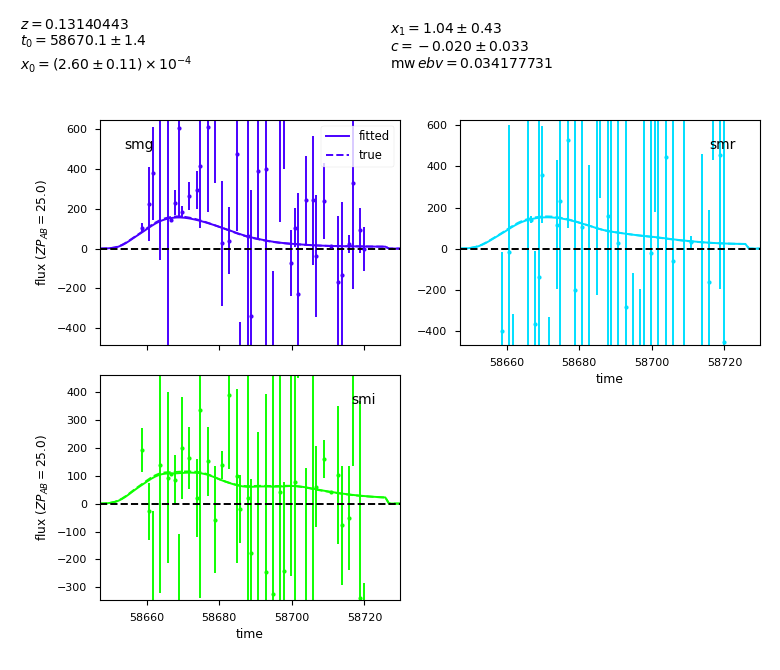 z = 0.13140443
t₀ = 58670.1 ± 1.4
x₀ = (2.60 ± 0.11) × 10⁻⁴
x₁ = 1.04 ± 0.43
c = −0.020 ± 0.033
mw ebv = 0.034177731
smg
fitted
true
600
400
200
0
−200
−400
flux (ZP_AB = 25.0)
smr
600
400
200
0
−200
−400
58660 58680 58700 58720
time
smi
400
300
200
100
0
−100
−200
−300
flux (ZP_AB = 25.0)
58660 58680 58700 58720
time